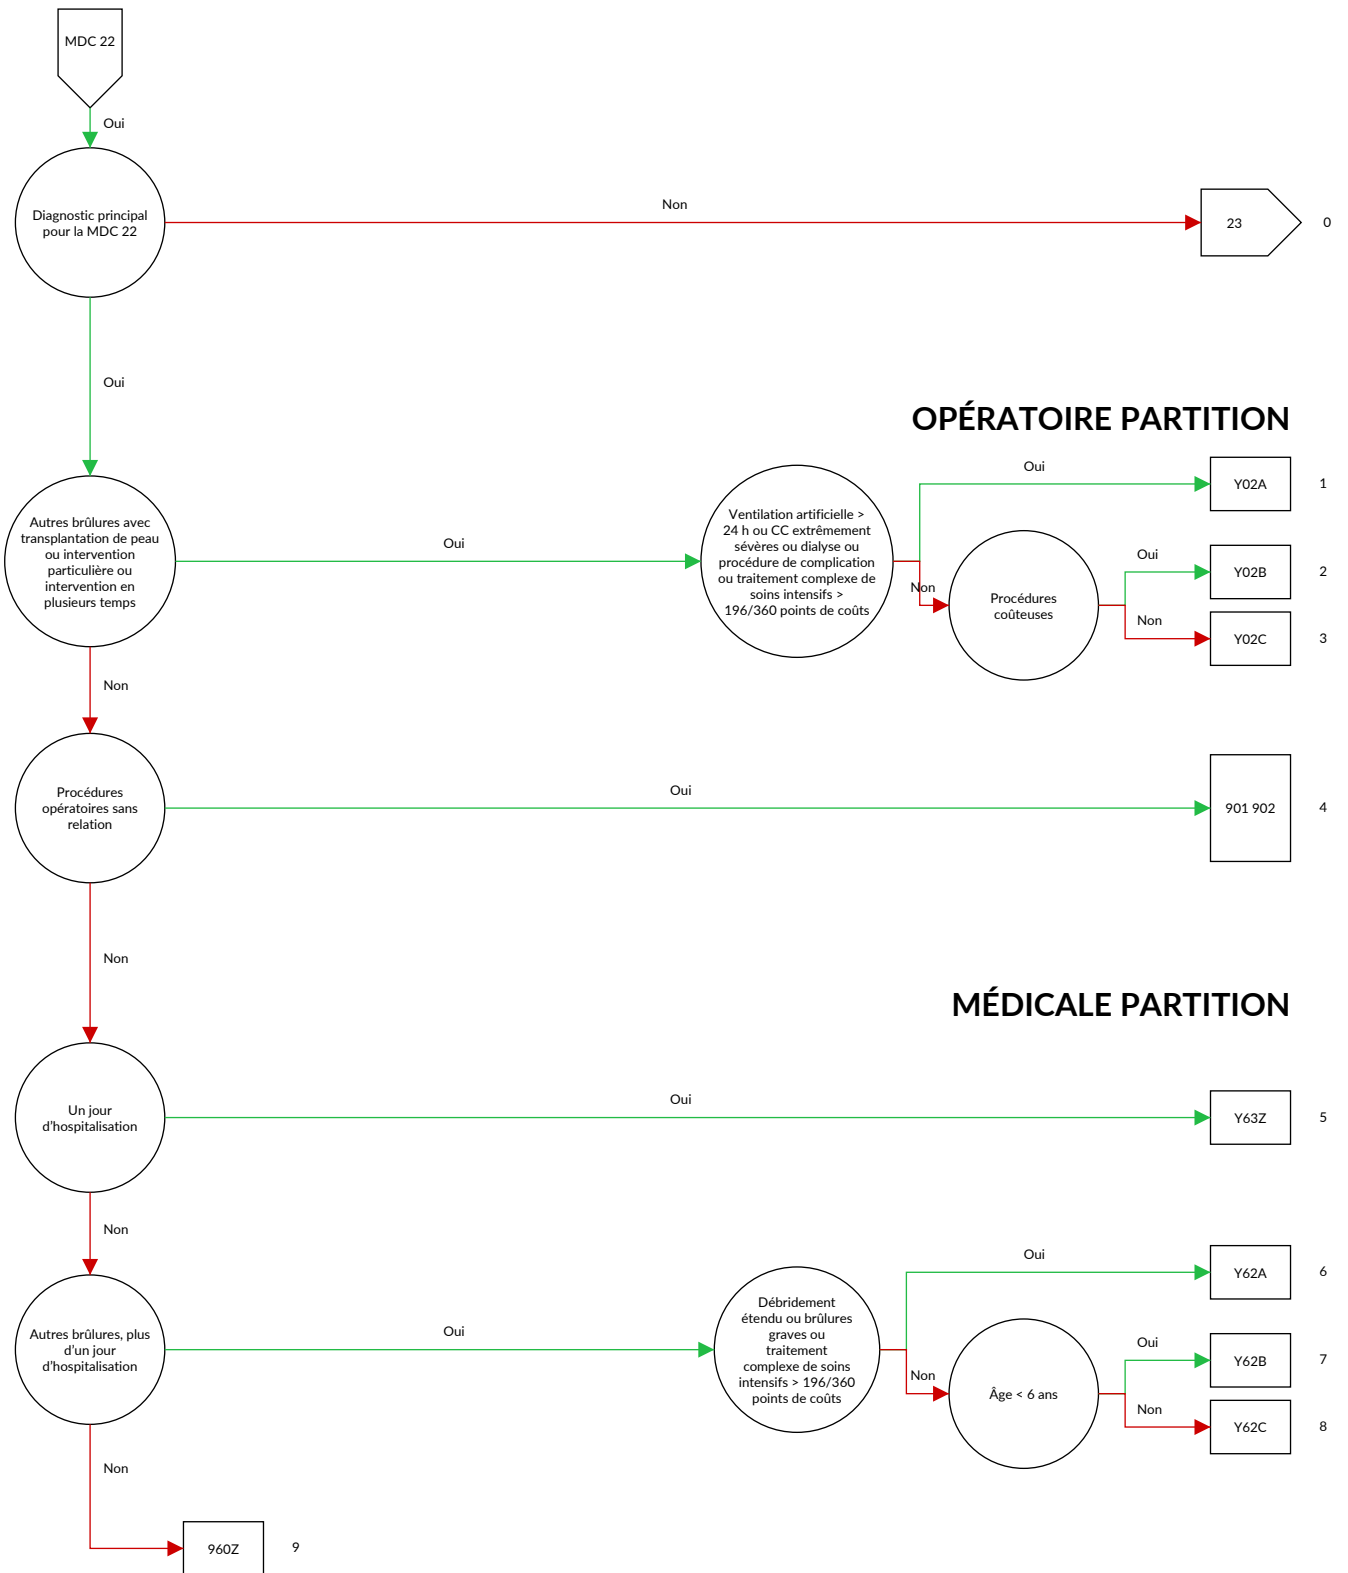 MDC 22
Oui
Diagnostic principal
pour la MDC 22
Non
23
0
Oui
OPÉRATOIRE PARTITION
Autres brûlures avec
transplantation de peau
ou intervention
particulière ou
intervention en
plusieurs temps
Oui
Ventilation artificielle >
24 h ou CC extrêmement
sévères ou dialyse ou
procédure de complication
ou traitement complexe de
soins intensifs >
196/360 points de coûts
Oui
Y02A
1
Non
Procédures
coûteuses
Oui
Y02B
2
Non
Y02C
3
Non
Procédures
opératoires sans
relation
Oui
901 902
4
Non
MÉDICALE PARTITION
Un jour
d'hospitalisation
Oui
Y63Z
5
Non
Autres brûlures, plus
d'un jour
d'hospitalisation
Oui
Débridement
étendu ou brûlures
graves ou
traitement
complexe de soins
intensifs > 196/360
points de coûts
Oui
Y62A
6
Non
Âge < 6 ans
Oui
Y62B
7
Non
Y62C
8
Non
960Z
9